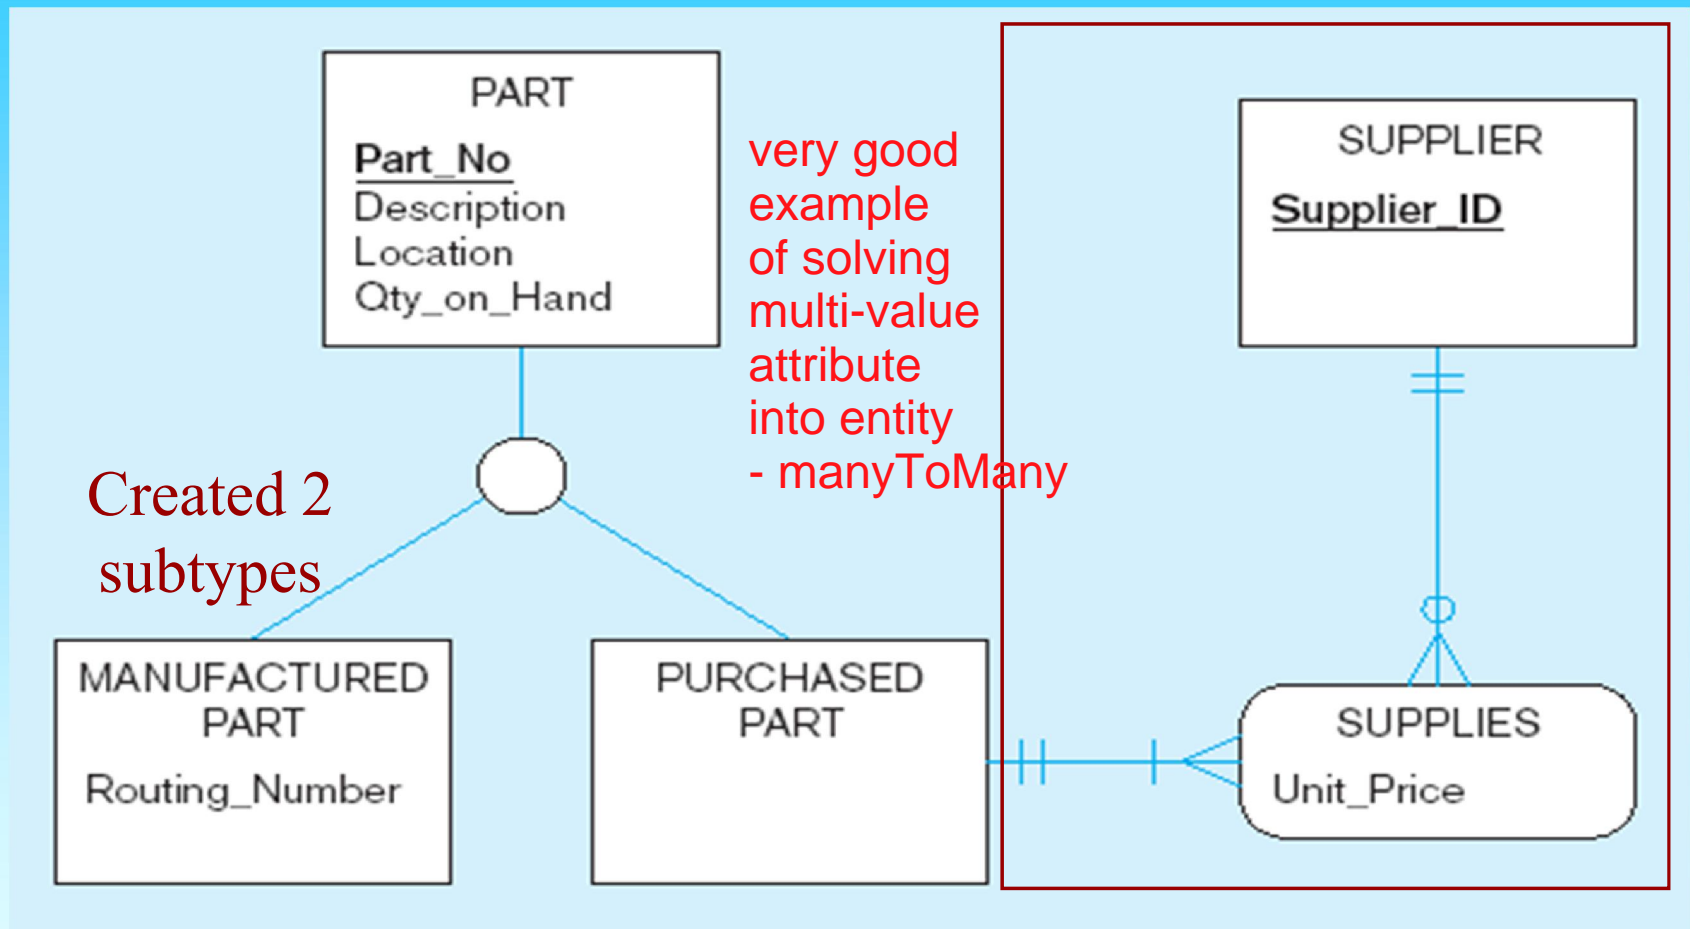 PART
Part_No
Description
Location
Qty_on_Hand
very good
example
of solving
multi-value
attribute
into entity
- manyToMany
SUPPLIER
Supplier_ID
Created 2
subtypes
MANUFACTURED
PART
Routing_Number
PURCHASED
PART
SUPPLIES
Unit_Price